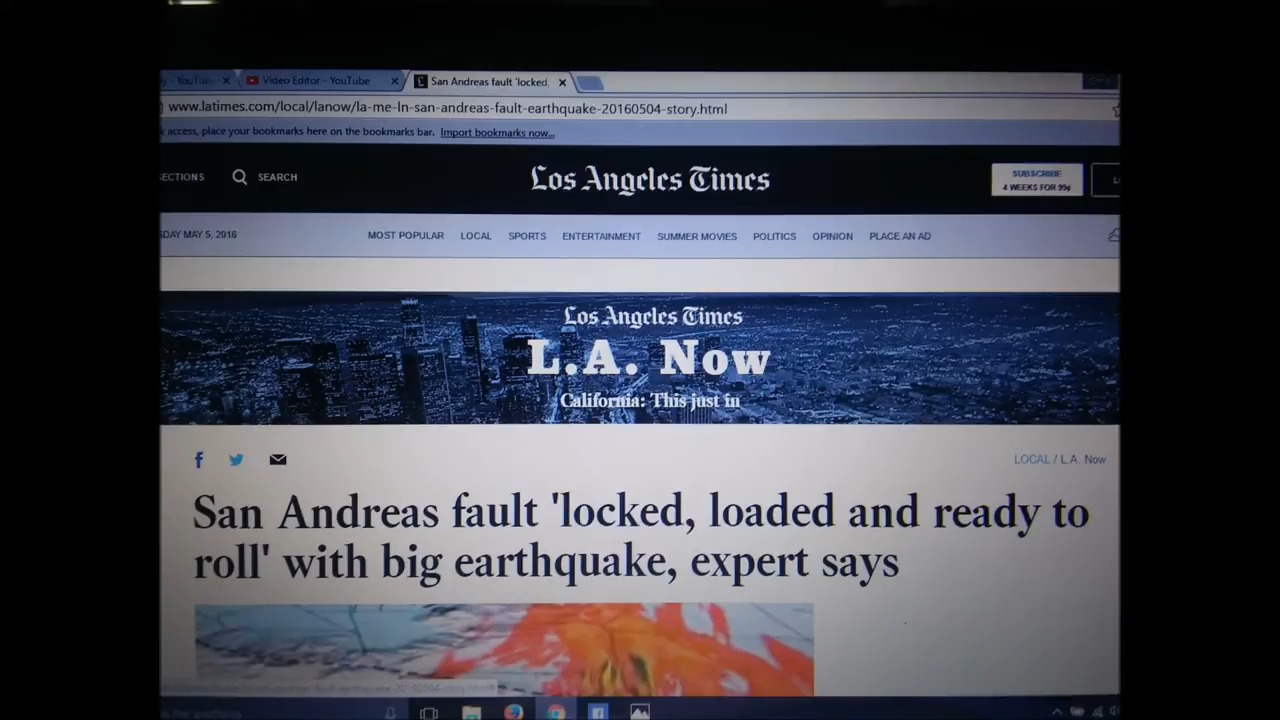 YouTube
Video Editor - YouTube
San Andreas fault 'locked,
www.latimes.com/local/lanow/la-me-ln-san-andreas-fault-earthquake-20160504-story.html
access, place your bookmarks here on the bookmarks bar. Import bookmarks now...
SECTIONS SEARCH
Los Angeles Times
SUBSCRIBE
4 WEEKS FOR 99¢
MAY 5, 2016 MOST POPULAR LOCAL SPORTS ENTERTAINMENT SUMMER MOVIES POLITICS OPINION PLACE AN AD
Los Angeles Times
L.A. Now
California: This just in
LOCAL / L.A. Now
San Andreas fault 'locked, loaded and ready to
roll' with big earthquake, expert says